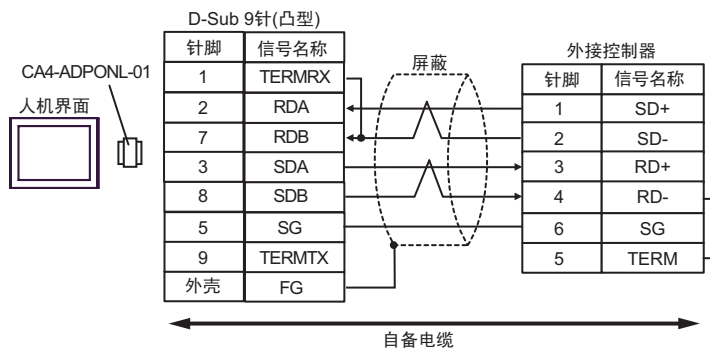 D-Sub 9针(凸型)
CA4-ADPONL-01
人机界面
针脚 信号名称
1 TERMRX
2 RDA
7 RDB
3 SDA
8 SDB
5 SG
9 TERMTX
外壳 FG
屏蔽
外接控制器
针脚 信号名称
1 SD+
2 SD-
3 RD+
4 RD-
6 SG
5 TERM
自备电缆